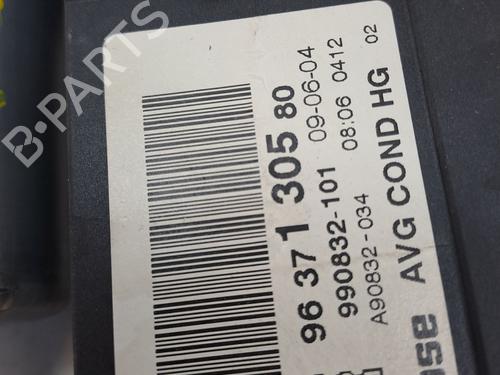 96 371 305 80
09-06-04
990832-101
08:06 0412
A90832-034
AVG COND HG 02
B-PARTS